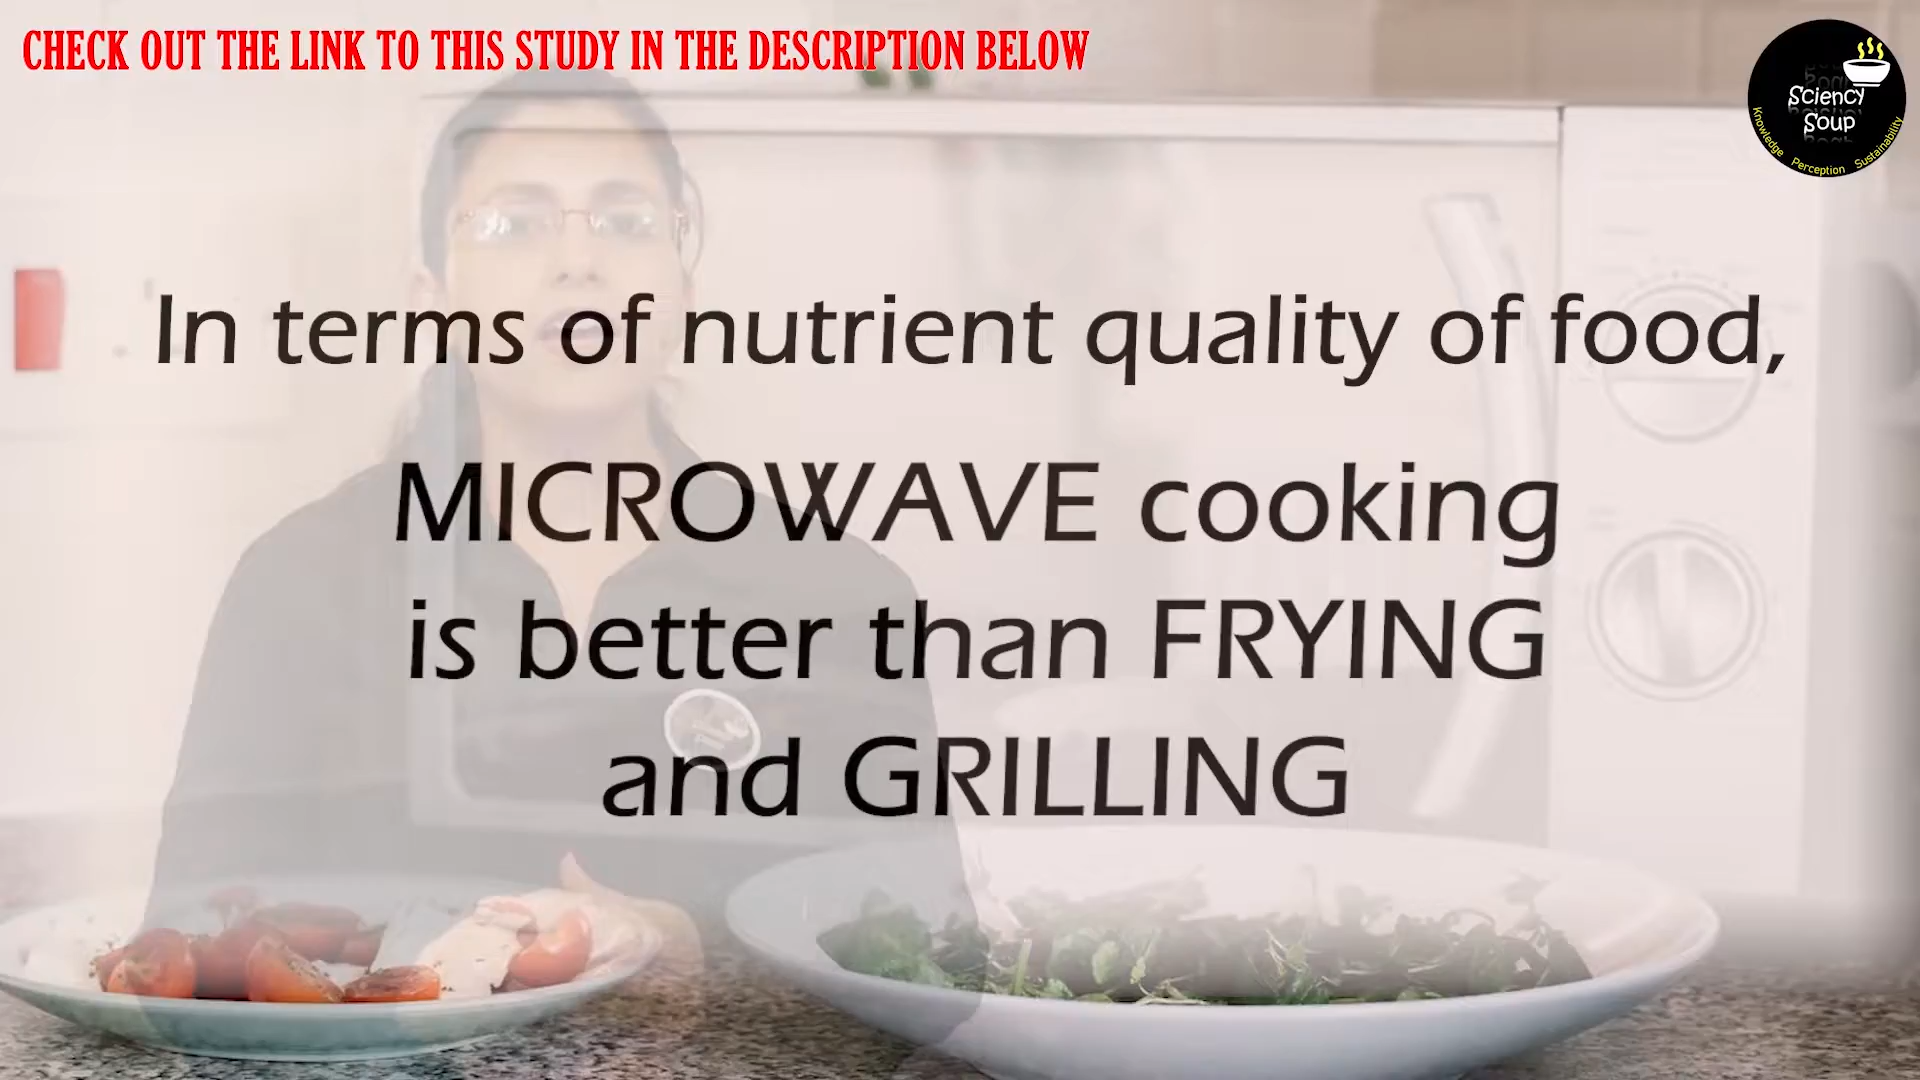 CHECK OUT THE LINK TO THIS STUDY IN THE DESCRIPTION BELOW
Sciency
Soup
Knowledge Perception Sustainability
In terms of nutrient quality of food,
MICROWAVE cooking
is better than FRYING
and GRILLING